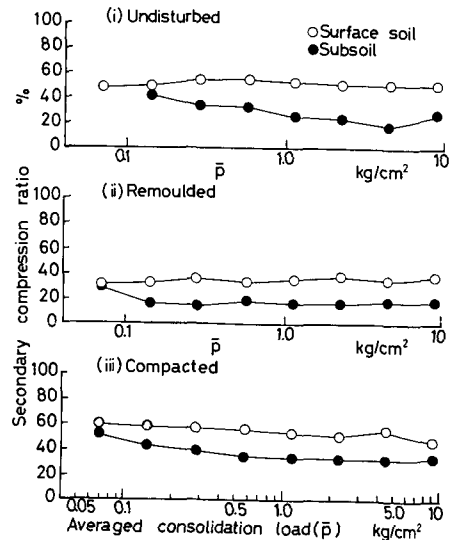 (i) Undisturbed
○Surface soil
●Subsoil
100
80
60
40
20
0
%
0.1 p̄ 1.0 kg/cm² 10
(ii) Remoulded
100
80
60
40
20
0
0.1 p̄ 1.0 kg/cm² 10
Secondary compression ratio
(iii) Compacted
100
80
60
40
20
0
0.05 0.1 0.5 1.0 5.0 10
Averaged consolidation load(p̄) kg/cm²